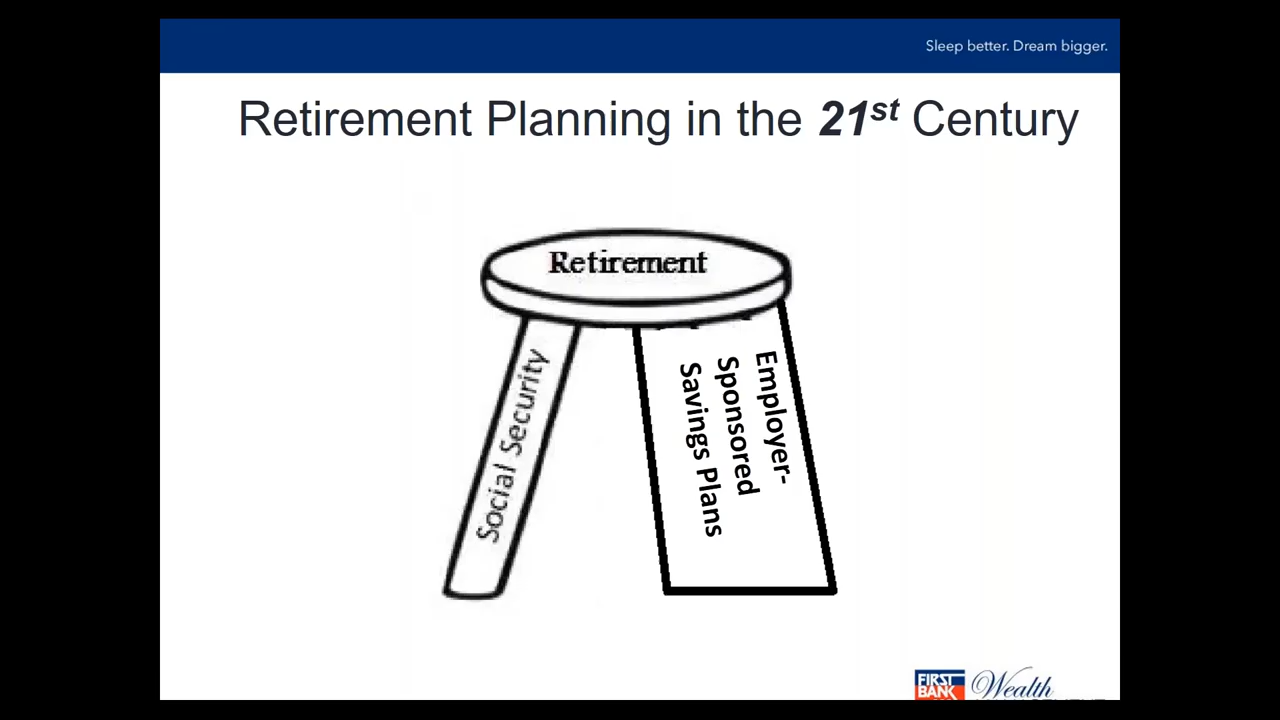 Sleep better. Dream bigger.
Retirement Planning in the 21st Century
Retirement
Social Security
Employer-
Sponsored
Savings Plans
FIRST
BANK
Wealth